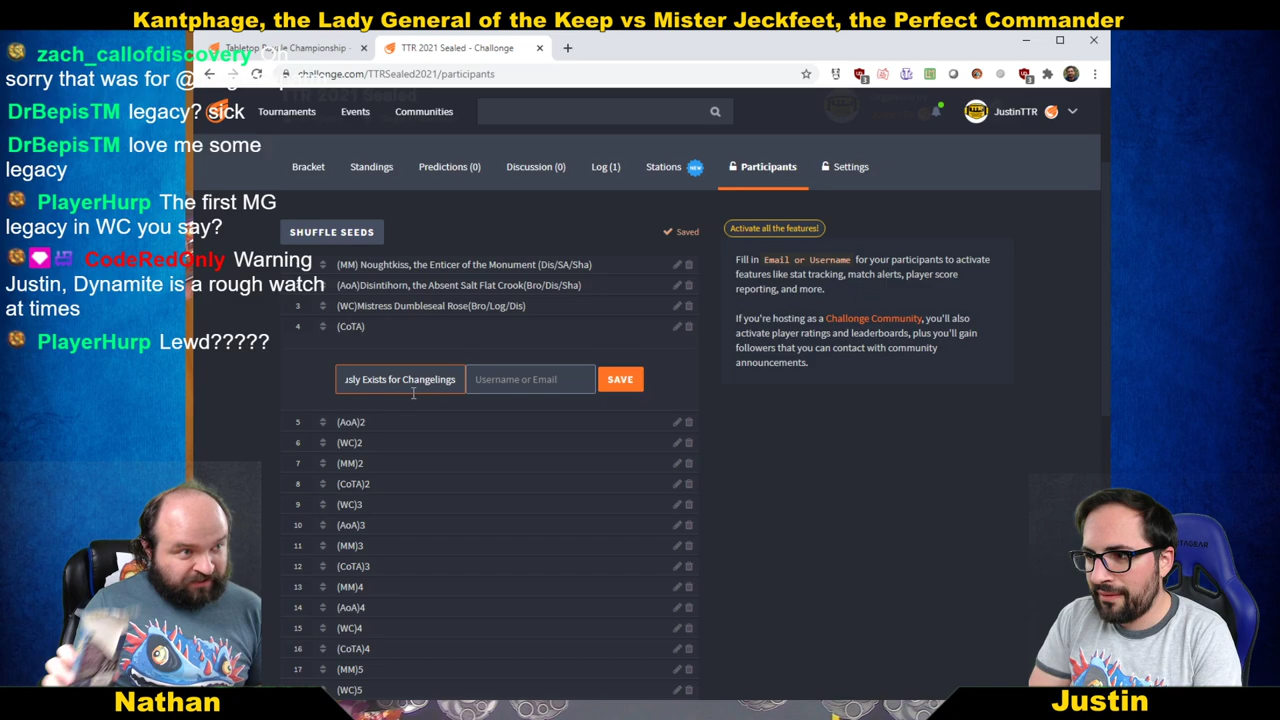 Kantphage, the Lady General of the Keep vs Mister Jeckfeet, the Perfect Commander
zach_callofdiscovery Oh
sorry that was for @
DrBepisTM legacy? sick
DrBepisTM love me some
legacy
PlayerHurp The first MG
legacy in WC you say?
CodeRedOnly Warning
Justin, Dynamite is a rough watch
at times
PlayerHurp Lewd?????
Championship -
TTR 2021 Sealed - Challonge
challonge.com/TTRSealed2021/participants
TTR 2021 Sealed
Tournaments
Events
Communities
JustinTTR
Bracket
Standings
Predictions (0)
Discussion (0)
Log (1)
Stations
NEW
Participants
Settings
SHUFFLE SEEDS
Saved
(MM) Noughtkiss, the Enticer of the Monument (Dis/SA/Sha)
(AoA)Disintihorn, the Absent Salt Flat Crook(Bro/Dis/Sha)
3 (WC)Mistress Dumbleseal Rose(Bro/Log/Dis)
4 (CoTA)
usly Exists for Changelings
Username or Email
SAVE
5 (AoA)2
6 (WC)2
7 (MM)2
8 (CoTA)2
9 (WC)3
10 (AoA)3
11 (MM)3
12 (CoTA)3
13 (MM)4
14 (AoA)4
15 (WC)4
16 (CoTA)4
17 (MM)5
(WC)5
Activate all the features!
Fill in Email or Username for your participants to activate
features like stat tracking, match alerts, player score
reporting, and more.
If you're hosting as a Challonge Community, you'll also
activate player ratings and leaderboards, plus you'll gain
followers that you can contact with community
announcements.
Nathan
Justin